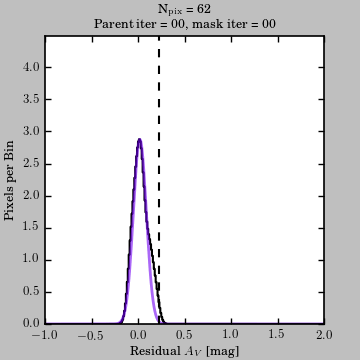 N_pix = 62
Parent iter = 00, mask iter = 00
4.0
3.5
3.0
2.5
2.0
1.5
1.0
0.5
0.0
Pixels per Bin
−1.0 −0.5 0.0 0.5 1.0 1.5 2.0
Residual A_V [mag]